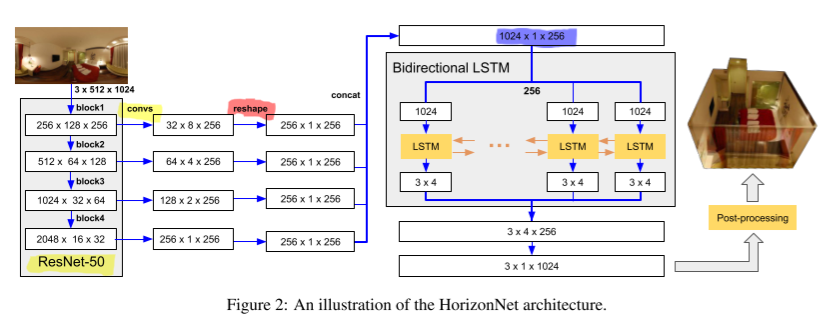 3 x 512 x 1024
block1
convs
reshape
concat
256 x 128 x 256
32 x 8 x 256
256 x 1 x 256
block2
512 x 64 x 128
64 x 4 x 256
256 x 1 x 256
block3
1024 x 32 x 64
128 x 2 x 256
256 x 1 x 256
block4
2048 x 16 x 32
256 x 1 x 256
256 x 1 x 256
ResNet-50
1024 x 1 x 256
Bidirectional LSTM
256
1024
1024
1024
LSTM
LSTM
LSTM
3 x 4
3 x 4
3 x 4
3 x 4 x 256
3 x 1 x 1024
Post-processing
Figure 2: An illustration of the HorizonNet architecture.